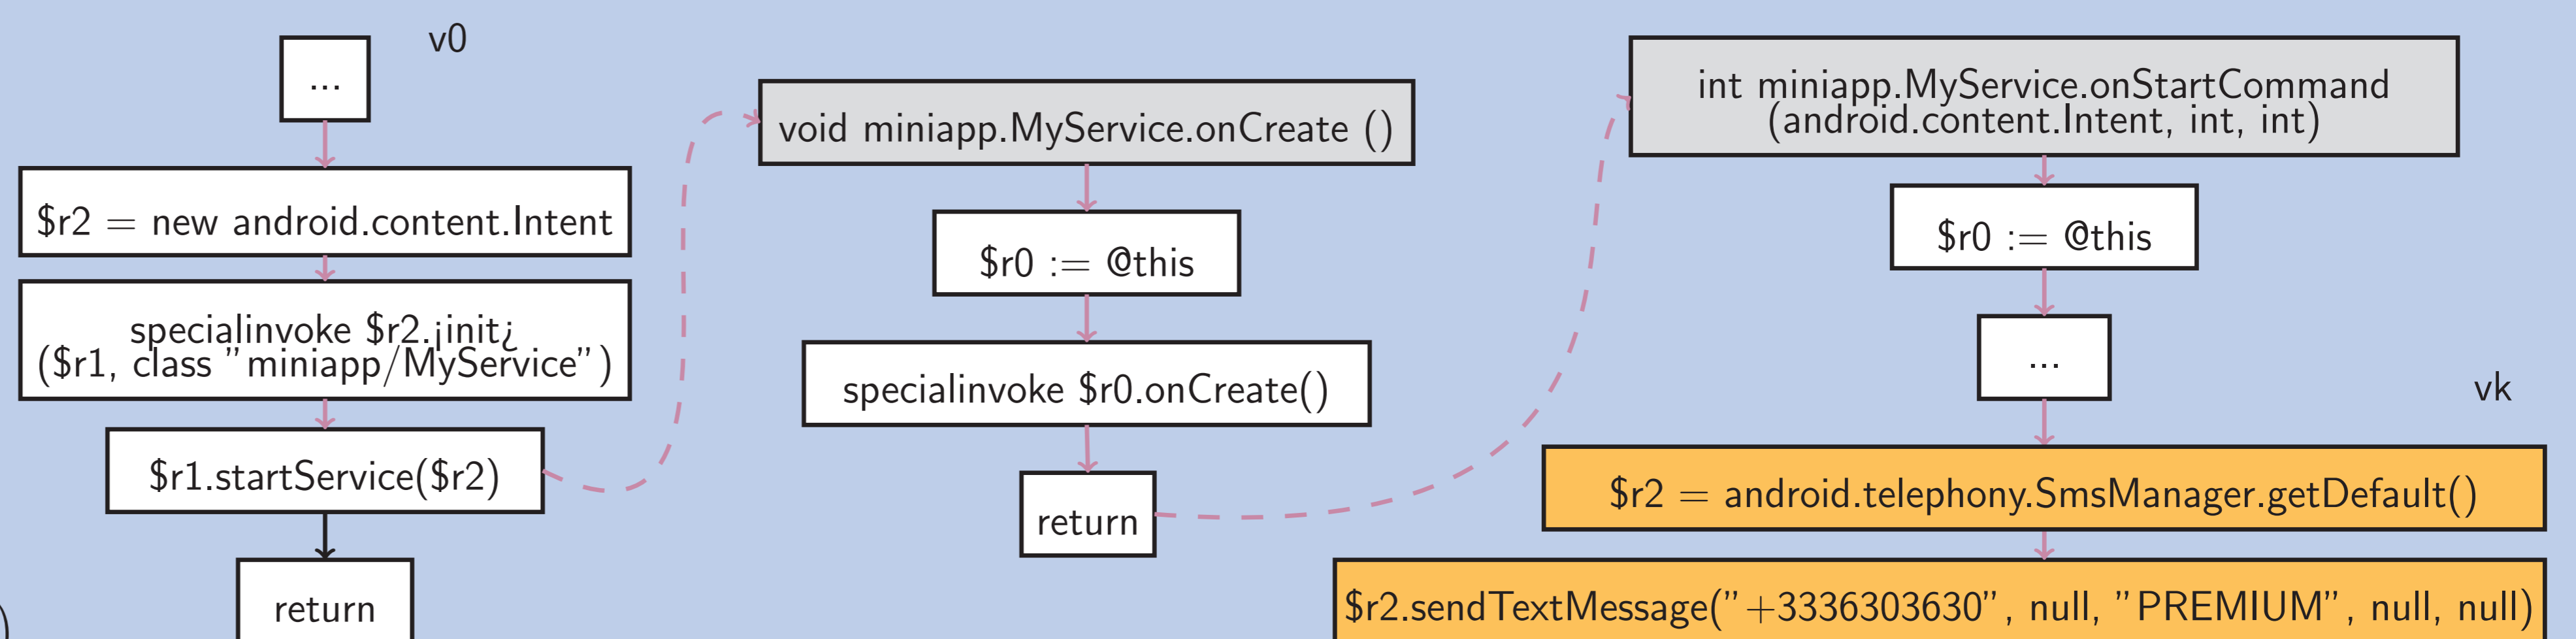 ...
v0
$r2 = new android.content.Intent
specialinvoke $r2.¡init¿
($r1, class ”miniapp/MyService”)
$r1.startService($r2)
return
void miniapp.MyService.onCreate ()
$r0 := @this
specialinvoke $r0.onCreate()
return
int miniapp.MyService.onStartCommand
(android.content.Intent, int, int)
$r0 := @this
...
vk
$r2 = android.telephony.SmsManager.getDefault()
$r2.sendTextMessage(”+3336303630”, null, ”PREMIUM”, null, null)
)